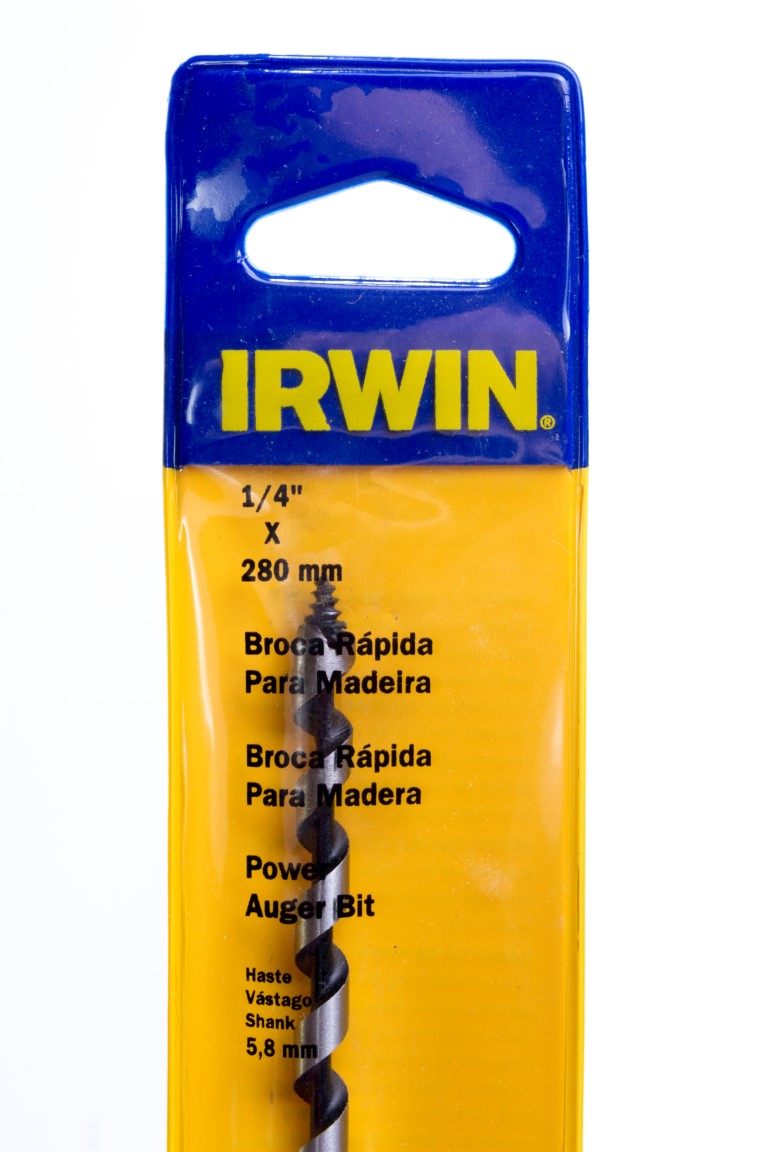 IRWIN®
1/4"
X
280 mm
Broca Rápida
Para Madeira
Broca Rápida
Para Madera
Power
Auger Bit
Haste
Vástago
Shank
5,8 mm